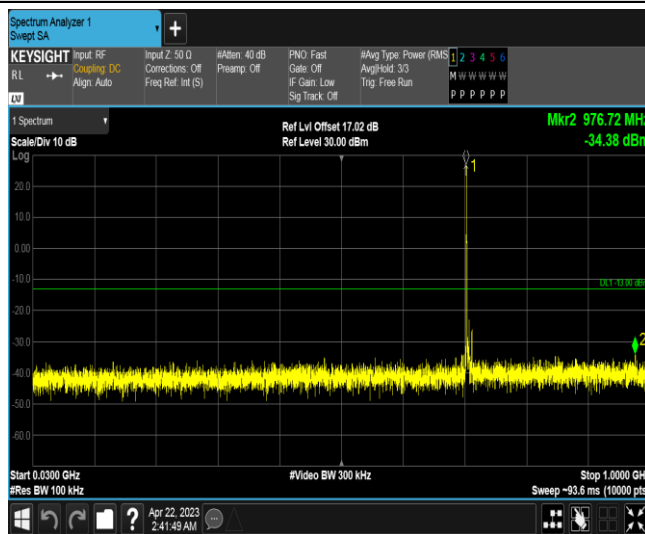 Spectrum Analyzer 1
Swept SA
+
KEYSIGHT
RL
LXI
Input: RF
Coupling: DC
Align: Auto
Input Z: 50 Ω
Corrections: Off
Freq Ref: Int (S)
#Atten: 40 dB
Preamp: Off
PNO: Fast
Gate: Off
IF Gain: Low
Sig Track: Off
#Avg Type: Power (RMS
Avg|Hold: 3/3
Trig: Free Run
1 2 3 4 5 6
M W W W W W
P P P P P P
1 Spectrum
Scale/Div 10 dB
Log
Ref Lvl Offset 17.02 dB
Ref Level 30.00 dBm
Mkr2 976.72 MHz
-34.38 dBm
1
20.0
10.0
0.00
-10.0
DL1 -13.00 dBm
-20.0
-30.0
2
-40.0
-50.0
-60.0
Start 0.0300 GHz
#Res BW 100 kHz
#Video BW 300 kHz
Stop 1.0000 GH
Sweep ~93.6 ms (10000 pts
?
Apr 22, 2023
2:41:49 AM